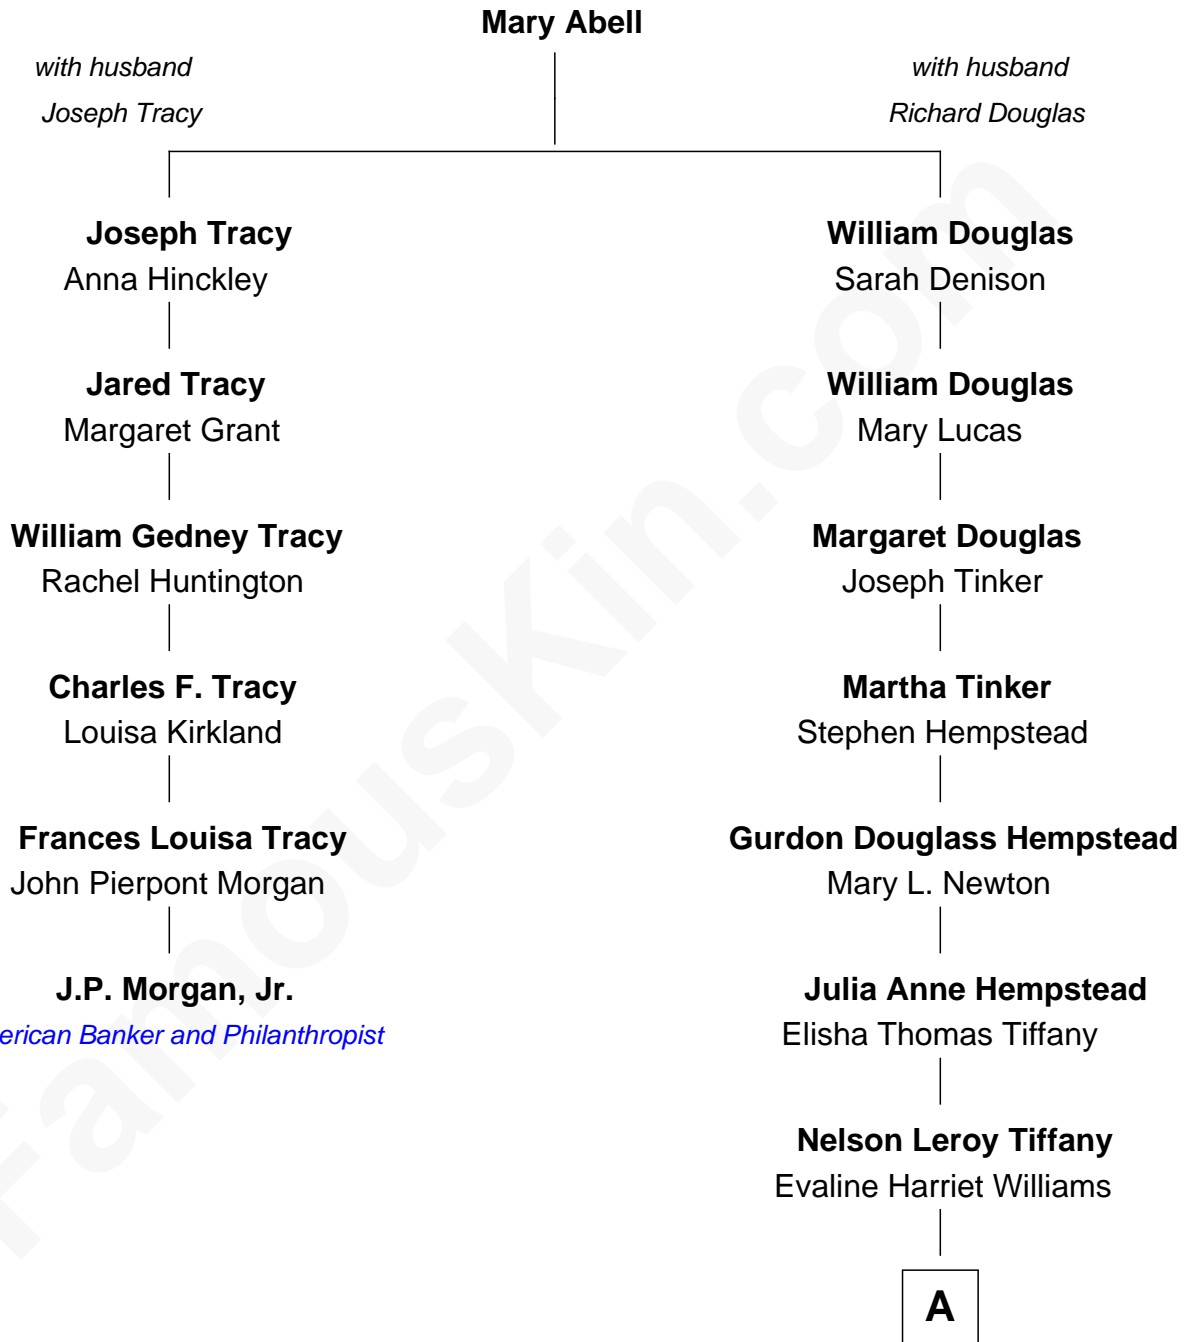 Mary Abell
with husband
Joseph Tracy
with husband
Richard Douglas
Joseph Tracy
Anna Hinckley
William Douglas
Sarah Denison
Jared Tracy
Margaret Grant
William Douglas
Mary Lucas
William Gedney Tracy
Rachel Huntington
Margaret Douglas
Joseph Tinker
Charles F. Tracy
Louisa Kirkland
Martha Tinker
Stephen Hempstead
Frances Louisa Tracy
John Pierpont Morgan
Gurdon Douglass Hempstead
Mary L. Newton
J.P. Morgan, Jr.
erican Banker and Philanthropist
Julia Anne Hempstead
Elisha Thomas Tiffany
Nelson Leroy Tiffany
Evaline Harriet Williams
A
FamousKin.com